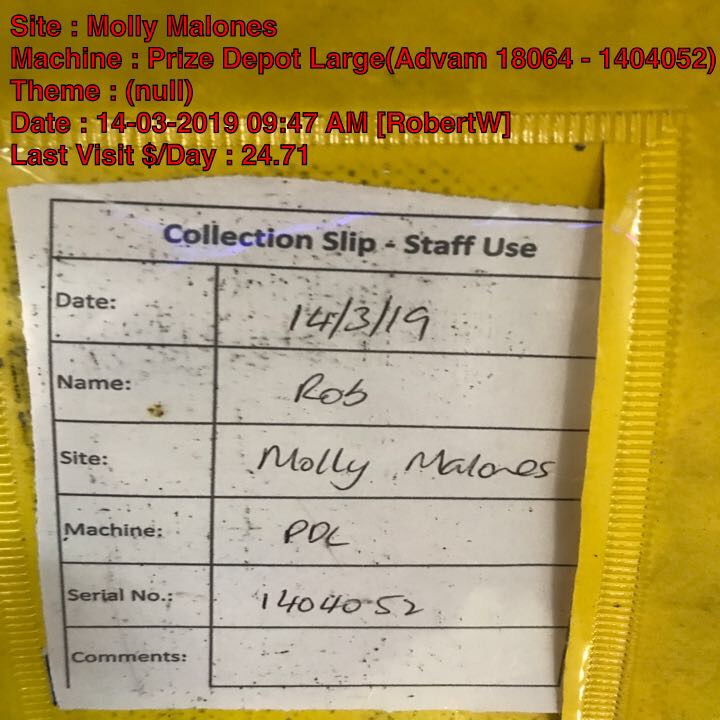 Site : Molly Malones
Machine : Prize Depot Large(Advam 18064 - 1404052)
Theme : (null)
Date : 14-03-2019 09:47 AM [RobertW]
Last Visit $/Day : 24.71
Collection Slip - Staff Use
Date: 14/3/19
Name: Rob
Site: Molly Malones
Machine: PDL
Serial No.: 1404052
Comments: